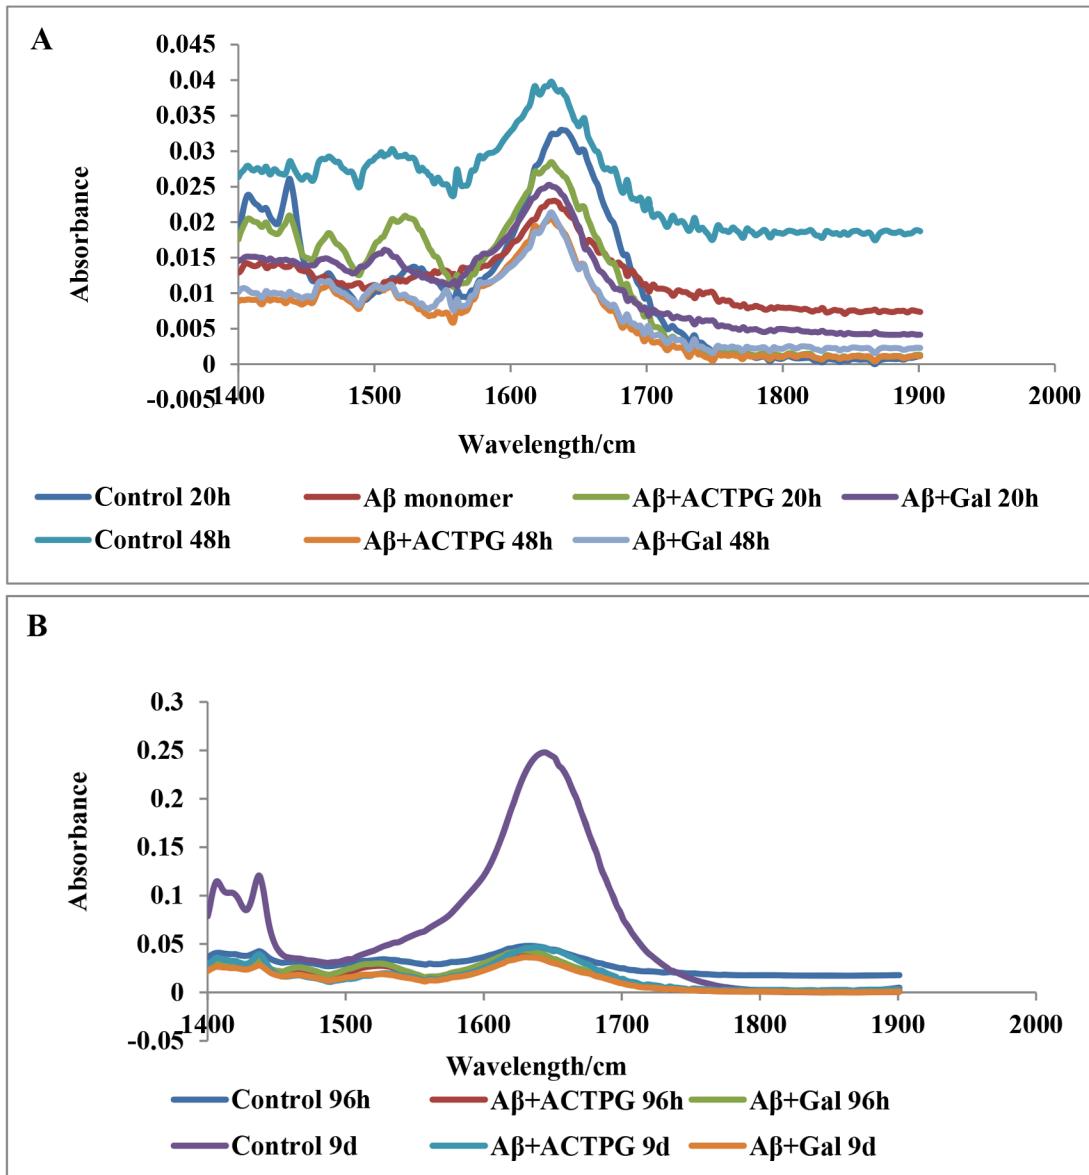 A
0.045
0.04
0.035
0.03
0.025
0.02
0.015
0.01
0.005
0
-0.005
Absorbance
1400 1500 1600 1700 1800 1900 2000
Wavelength/cm
Control 20h Aβ monomer Aβ+ACTPG 20h Aβ+Gal 20h
Control 48h Aβ+ACTPG 48h Aβ+Gal 48h
B
0.3
0.25
0.2
0.15
0.1
0.05
0
-0.05
Absorbance
1400 1500 1600 1700 1800 1900 2000
Wavelength/cm
Control 96h Aβ+ACTPG 96h Aβ+Gal 96h
Control 9d Aβ+ACTPG 9d Aβ+Gal 9d